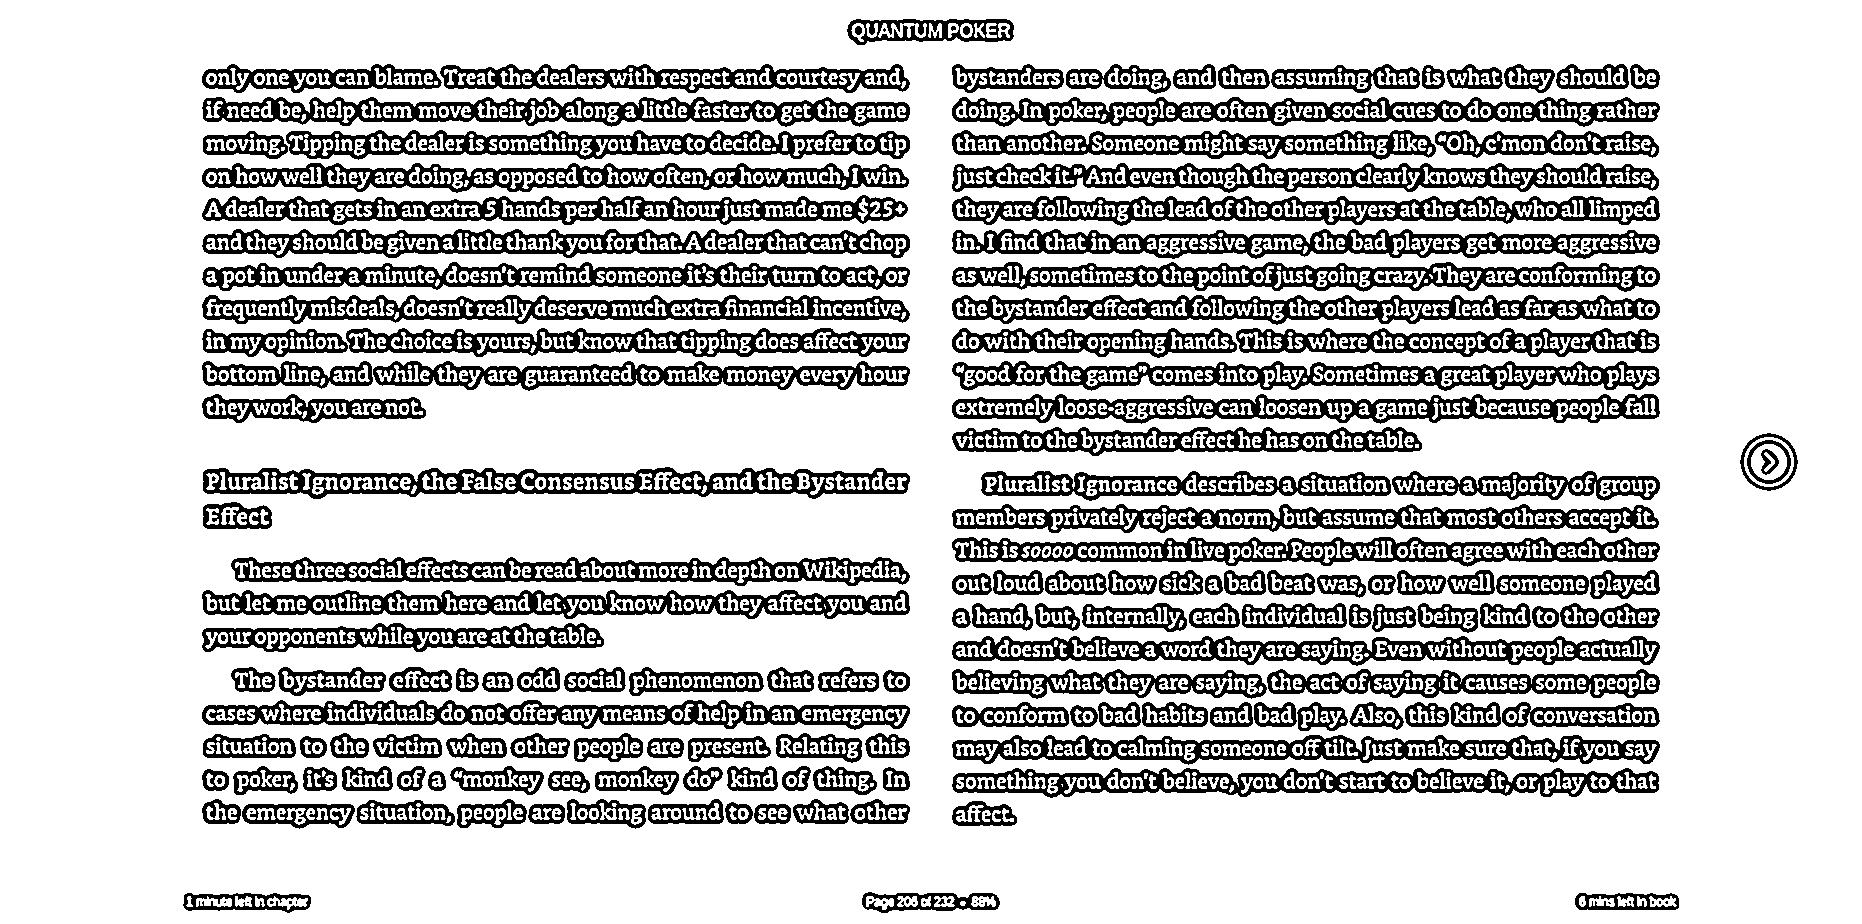 QUANTUM POKER
only one you can blame. Treat the dealers with respect and courtesy and,
if need be, help them move their job along a little faster to get the game
moving. Tipping the dealer is something you have to decide. I prefer to tip
on how well they are doing, as opposed to how often, or how much, I win.
A dealer that gets in an extra 5 hands per half an hour just made me $25+
and they should be given a little thank you for that. A dealer that can't chop
a pot in under a minute, doesn't remind someone it's their turn to act, or
frequently misdeals, doesn't really deserve much extra financial incentive,
in my opinion. The choice is yours, but know that tipping does affect your
bottom line, and while they are guaranteed to make money every hour
they work, you are not.
Pluralist Ignorance, the False Consensus Effect, and the Bystander
Effect
These three social effects can be read about more in depth on Wikipedia,
but let me outline them here and let you know how they affect you and
your opponents while you are at the table.
The bystander effect is an odd social phenomenon that refers to
cases where individuals do not offer any means of help in an emergency
situation to the victim when other people are present. Relating this
to poker, it's kind of a “monkey see, monkey do” kind of thing. In
the emergency situation, people are looking around to see what other
bystanders are doing, and then assuming that is what they should be
doing. In poker, people are often given social cues to do one thing rather
than another. Someone might say something like, “Oh, c'mon don't raise,
just check it.” And even though the person clearly knows they should raise,
they are following the lead of the other players at the table, who all limped
in. I find that in an aggressive game, the bad players get more aggressive
as well, sometimes to the point of just going crazy. They are conforming to
the bystander effect and following the other players lead as far as what to
do with their opening hands. This is where the concept of a player that is
“good for the game” comes into play. Sometimes a great player who plays
extremely loose-aggressive can loosen up a game just because people fall
victim to the bystander effect he has on the table.
Pluralist Ignorance describes a situation where a majority of group
members privately reject a norm, but assume that most others accept it.
This is soooo common in live poker. People will often agree with each other
out loud about how sick a bad beat was, or how well someone played
a hand, but, internally, each individual is just being kind to the other
and doesn't believe a word they are saying. Even without people actually
believing what they are saying, the act of saying it causes some people
to conform to bad habits and bad play. Also, this kind of conversation
may also lead to calming someone off tilt. Just make sure that, if you say
something you don't believe, you don't start to believe it, or play to that
affect.
1 minute left in chapter
Page 206 of 232 • 88%
6 mins left in book